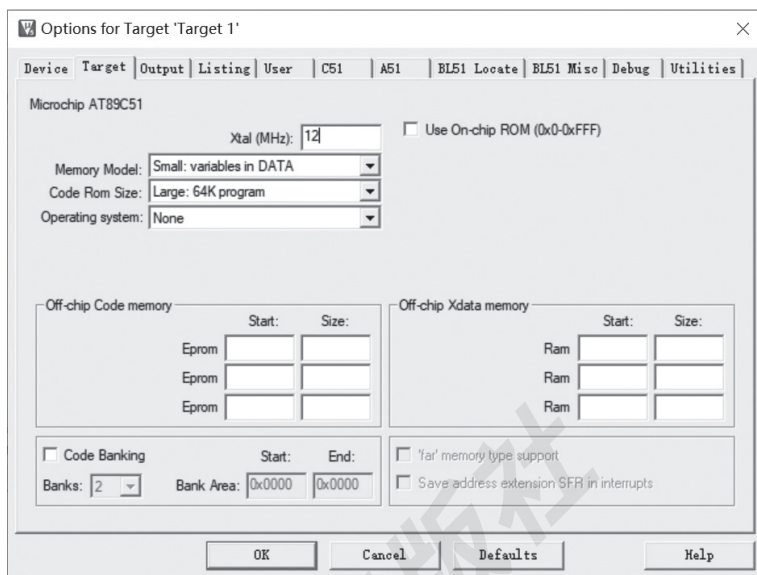 Options for Target 'Target 1'
Device Target Output Listing User C51 A51 BL51 Locate BL51 Misc Debug Utilities
Microchip AT89C51
Xtal (MHz): 12
Use On-chip ROM (0x0-0xFFF)
Memory Model: Small: variables in DATA
Code Rom Size: Large: 64K program
Operating system: None
Off-chip Code memory
Start: Size:
Eprom
Eprom
Eprom
Off-chip Xdata memory
Start: Size:
Ram
Ram
Ram
Code Banking
Start: End:
Banks: 2 Bank Area: 0x0000 0x0000
'far' memory type support
Save address extension SFR in interrupts
OK Cancel Defaults Help
版社